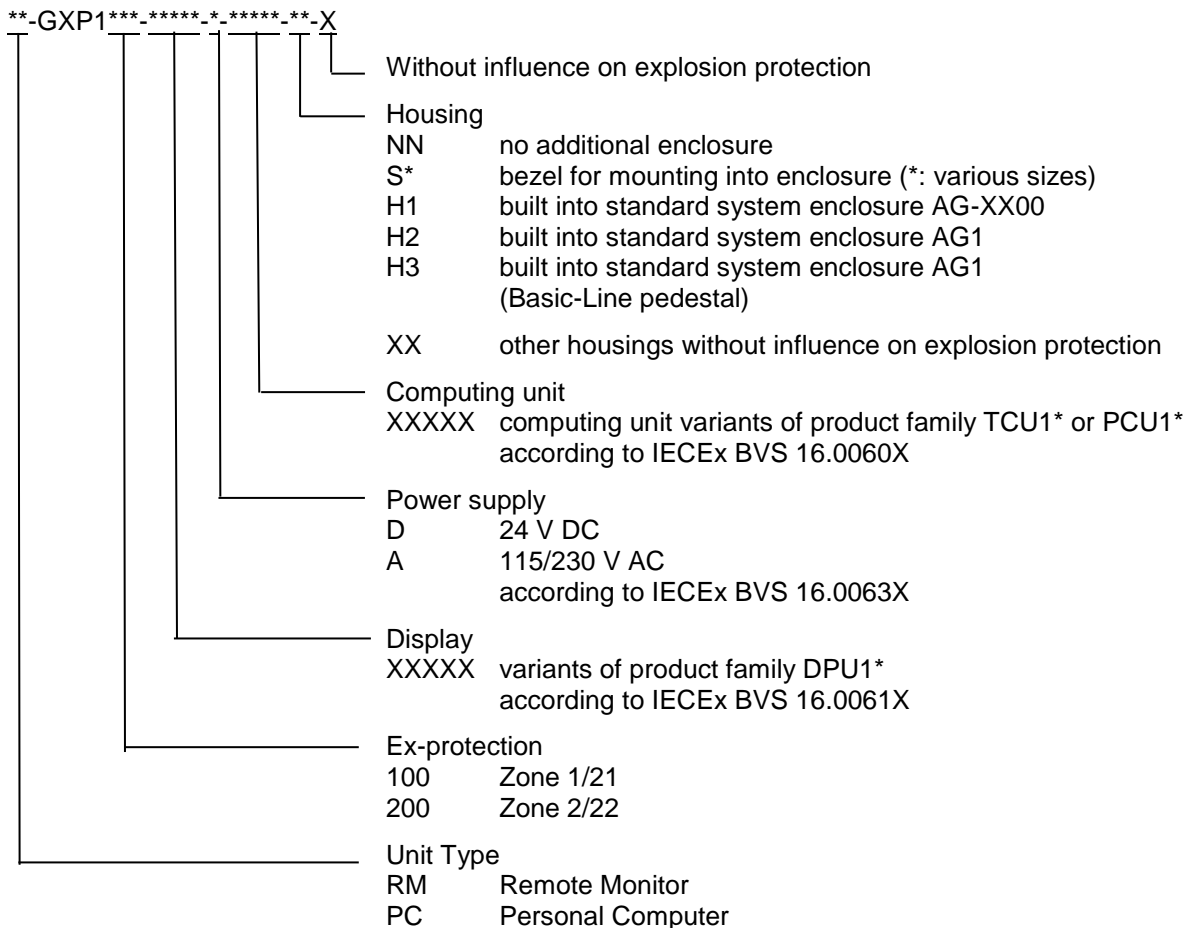 **-GXP1***-*****-*-*****-**-X
Without influence on explosion protection
Housing
NN no additional enclosure
S* bezel for mounting into enclosure (*: various sizes)
H1 built into standard system enclosure AG-XX00
H2 built into standard system enclosure AG1
H3 built into standard system enclosure AG1
(Basic-Line pedestal)
XX other housings without influence on explosion protection
Computing unit
XXXXX computing unit variants of product family TCU1* or PCU1*
according to IECEx BVS 16.0060X
Power supply
D 24 V DC
A 115/230 V AC
according to IECEx BVS 16.0063X
Display
XXXXX variants of product family DPU1*
according to IECEx BVS 16.0061X
Ex-protection
100 Zone 1/21
200 Zone 2/22
Unit Type
RM Remote Monitor
PC Personal Computer